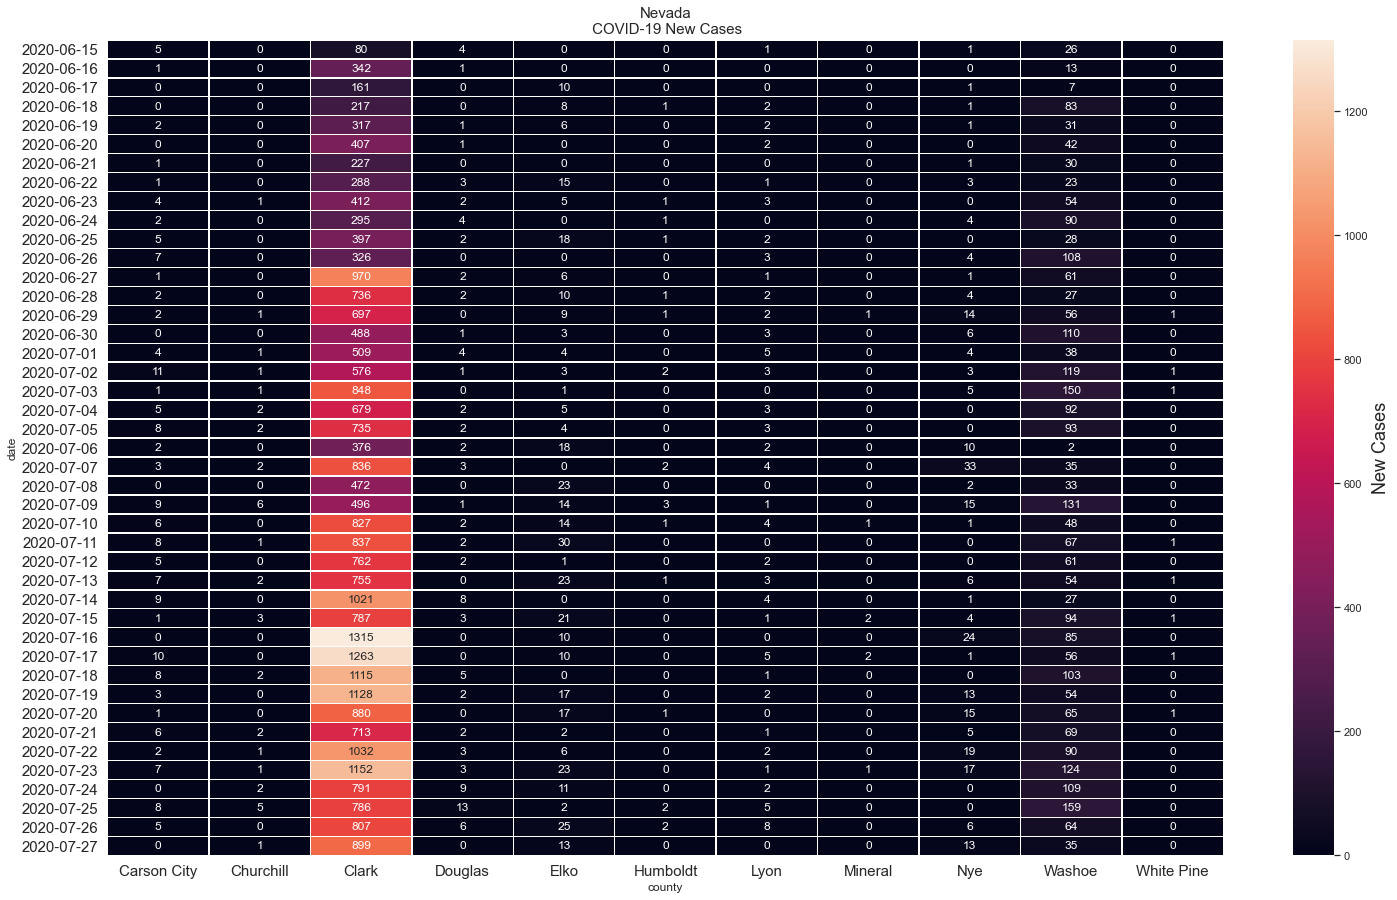 Nevada
COVID-19 New Cases
2020-06-15 5 0 80 4 0 0 1 0 1 26 0
2020-06-16 1 0 342 1 0 0 0 0 0 13 0
2020-06-17 0 0 161 0 10 0 0 0 1 7 0
2020-06-18 0 0 217 0 8 1 2 0 1 83 0
2020-06-19 2 0 317 1 6 0 2 0 1 31 0
2020-06-20 0 0 407 1 0 0 2 0 0 42 0
2020-06-21 1 0 227 0 0 0 0 0 1 30 0
2020-06-22 1 0 288 3 15 0 1 0 3 23 0
2020-06-23 4 1 412 2 5 1 3 0 0 54 0
2020-06-24 2 0 295 4 0 1 0 0 4 90 0
2020-06-25 5 0 397 2 18 1 2 0 0 28 0
2020-06-26 7 0 326 0 0 0 3 0 4 108 0
2020-06-27 1 0 970 2 6 0 1 0 1 61 0
2020-06-28 2 0 736 2 10 1 2 0 4 27 0
2020-06-29 2 1 697 0 9 1 2 1 14 56 1
2020-06-30 0 0 488 1 3 0 3 0 6 110 0
2020-07-01 4 1 509 4 4 0 5 0 4 38 0
2020-07-02 11 1 576 1 3 2 3 0 3 119 1
2020-07-03 1 1 848 0 1 0 0 0 5 150 1
2020-07-04 5 2 679 2 5 0 3 0 0 92 0
2020-07-05 8 2 735 2 4 0 3 0 0 93 0
2020-07-06 2 0 376 2 18 0 2 0 10 2 0
2020-07-07 3 2 836 3 0 2 4 0 33 35 0
2020-07-08 0 0 472 0 23 0 0 0 2 33 0
2020-07-09 9 6 496 1 14 3 1 0 15 131 0
2020-07-10 6 0 827 2 14 1 4 1 1 48 0
2020-07-11 8 1 837 2 30 0 0 0 0 67 1
2020-07-12 5 0 762 2 1 0 2 0 0 61 0
2020-07-13 7 2 755 0 23 1 3 0 6 54 1
2020-07-14 9 0 1021 8 0 0 4 0 1 27 0
2020-07-15 1 3 787 3 21 0 1 2 4 94 1
2020-07-16 0 0 1315 0 10 0 0 0 24 85 0
2020-07-17 10 0 1263 0 10 0 5 2 1 56 1
2020-07-18 8 2 1115 5 0 0 1 0 0 103 0
2020-07-19 3 0 1128 2 17 0 2 0 13 54 0
2020-07-20 1 0 880 0 17 1 0 0 15 65 1
2020-07-21 6 2 713 2 2 0 1 0 5 69 0
2020-07-22 2 1 1032 3 6 0 2 0 19 90 0
2020-07-23 7 1 1152 3 23 0 1 1 17 124 0
2020-07-24 0 2 791 9 11 0 2 0 0 109 0
2020-07-25 8 5 786 13 2 2 5 0 0 159 0
2020-07-26 5 0 807 6 25 2 8 0 6 64 0
2020-07-27 0 1 899 0 13 0 0 0 13 35 0
Carson City Churchill Clark Douglas Elko Humboldt Lyon Mineral Nye Washoe White Pine
county
date
1200
1000
800
600
400
200
0
New Cases